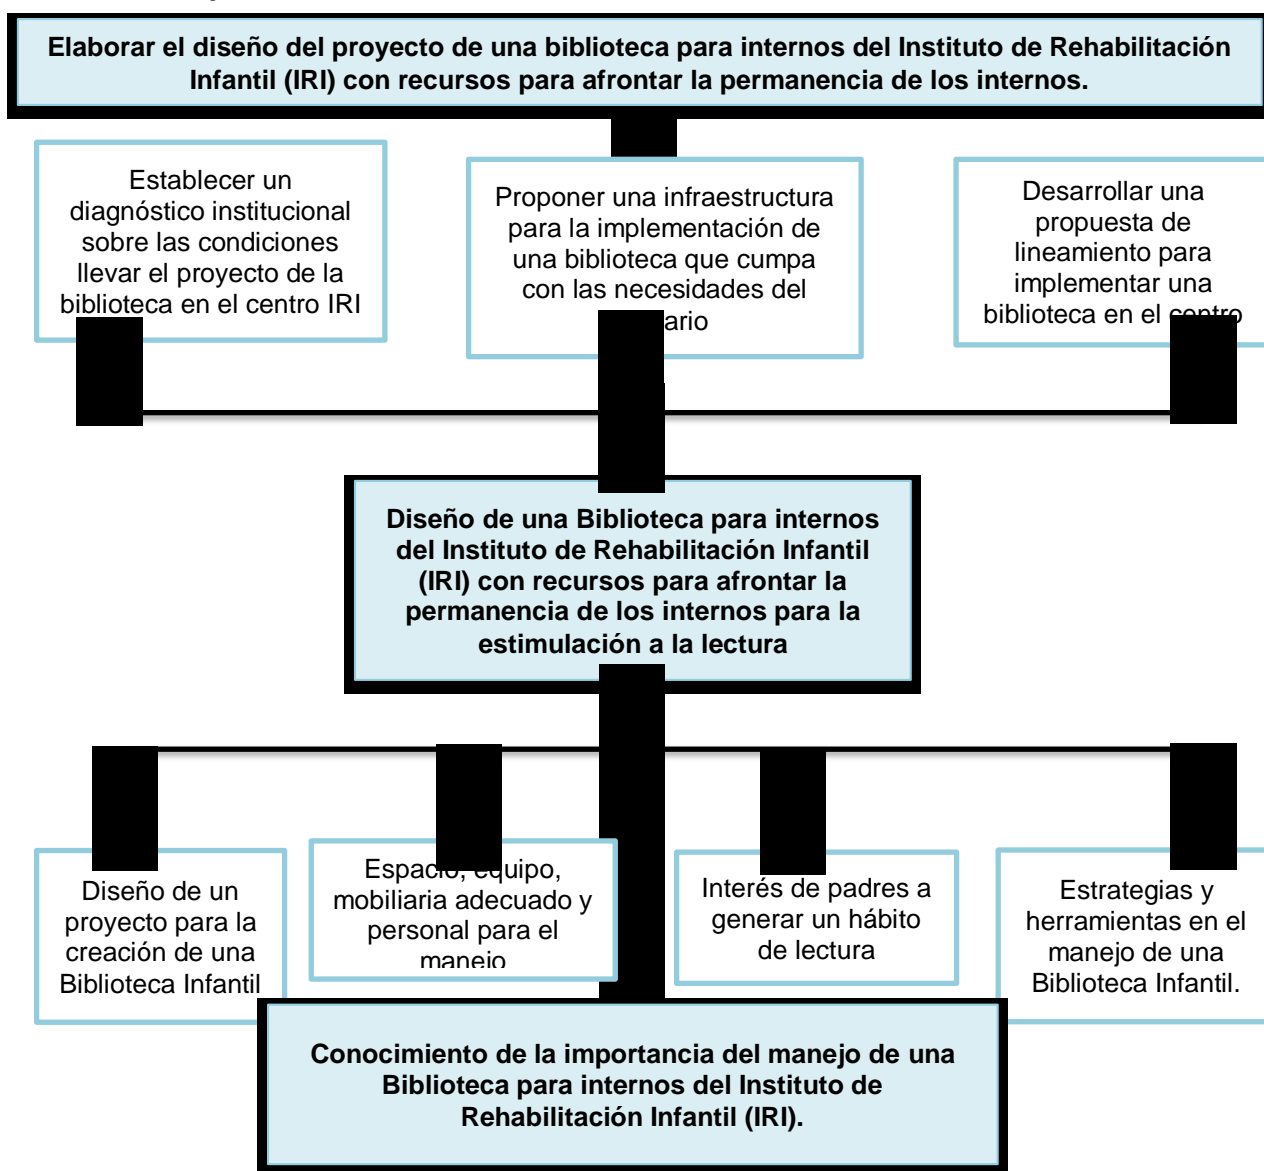 Elaborar el diseño del proyecto de una biblioteca para internos del Instituto de Rehabilitación
Infantil (IRI) con recursos para afrontar la permanencia de los internos.
Establecer un
diagnóstico institucional
sobre las condiciones
llevar el proyecto de la
biblioteca en el centro IRI
Proponer una infraestructura
para la implementación de
una biblioteca que cumpa
con las necesidades del
ario
Desarrollar una
propuesta de
lineamiento para
implementar una
biblioteca en el centro
Diseño de una Biblioteca para internos
del Instituto de Rehabilitación Infantil
(IRI) con recursos para afrontar la
permanencia de los internos para la
estimulación a la lectura
Diseño de un
proyecto para la
creación de una
Biblioteca Infantil
Espacio, equipo,
mobiliaria adecuado y
personal para el
manejo
Interés de padres a
generar un hábito
de lectura
Estrategias y
herramientas en el
manejo de una
Biblioteca Infantil.
Conocimiento de la importancia del manejo de una
Biblioteca para internos del Instituto de
Rehabilitación Infantil (IRI).